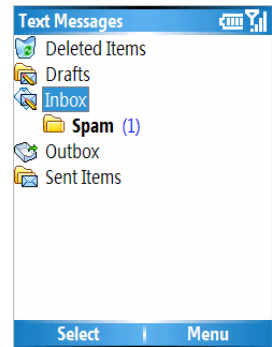 Text Messages
Deleted Items
Drafts
Inbox
Spam (1)
Outbox
Sent Items
Select Menu